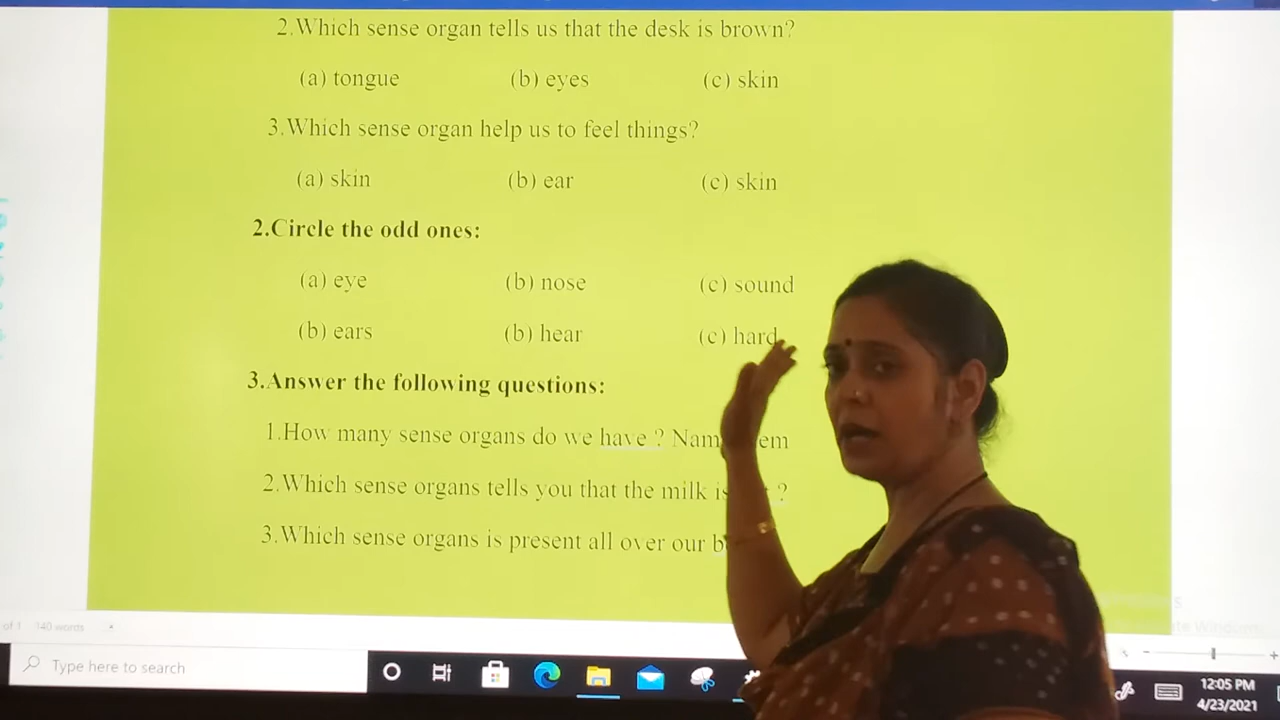 2.Which sense organ tells us that the desk is brown?
(a) tongue (b) eyes (c) skin
3.Which sense organ help us to feel things?
(a) skin (b) ear (c) skin
2.Circle the odd ones:
(a) eye (b) nose (c) sound
(b) ears (b) hear (c) hard
3.Answer the following questions:
1.How many sense organs do we have ?
2.Which sense organs tells you that the milk is ?
3.Which sense organs is present all over our
of 1 140 words
Type here to search
12:05 PM
4/23/2021